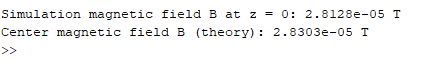 Simulation magnetic field B at z = 0: 2.8128e-05 T
Center magnetic field B (theory): 2.8303e-05 T
>>